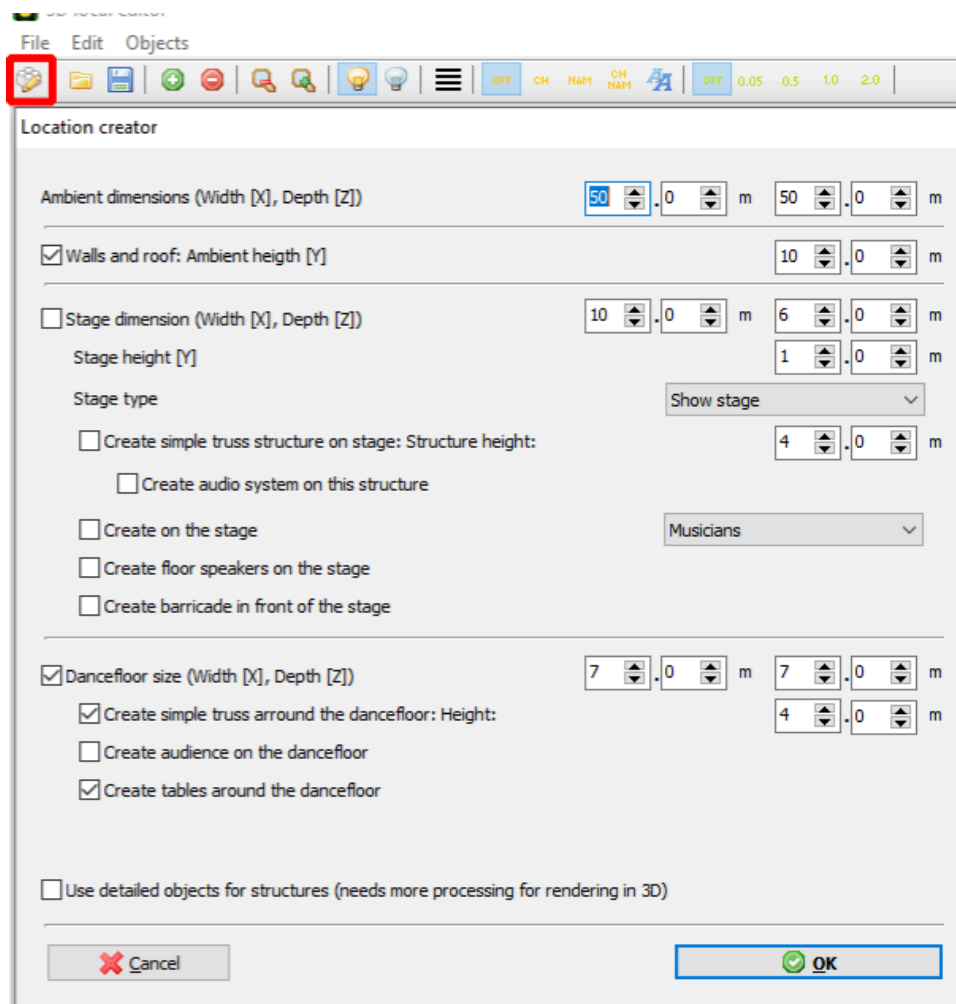 3D local editor
File Edit Objects
OFF CH NAM CH NAM AA OFF 0.05 0.5 1.0 2.0
Location creator
Ambient dimensions (Width [X], Depth [Z]) 50 .0 m 50 .0 m
Walls and roof: Ambient heigth [Y] 10 .0 m
Stage dimension (Width [X], Depth [Z]) 10 .0 m 6 .0 m
Stage height [Y] 1 .0 m
Stage type Show stage
Create simple truss structure on stage: Structure height: 4 .0 m
Create audio system on this structure
Create on the stage Musicians
Create floor speakers on the stage
Create barricade in front of the stage
Dancefloor size (Width [X], Depth [Z]) 7 .0 m 7 .0 m
Create simple truss arround the dancefloor: Height: 4 .0 m
Create audience on the dancefloor
Create tables around the dancefloor
Use detailed objects for structures (needs more processing for rendering in 3D)
Cancel OK